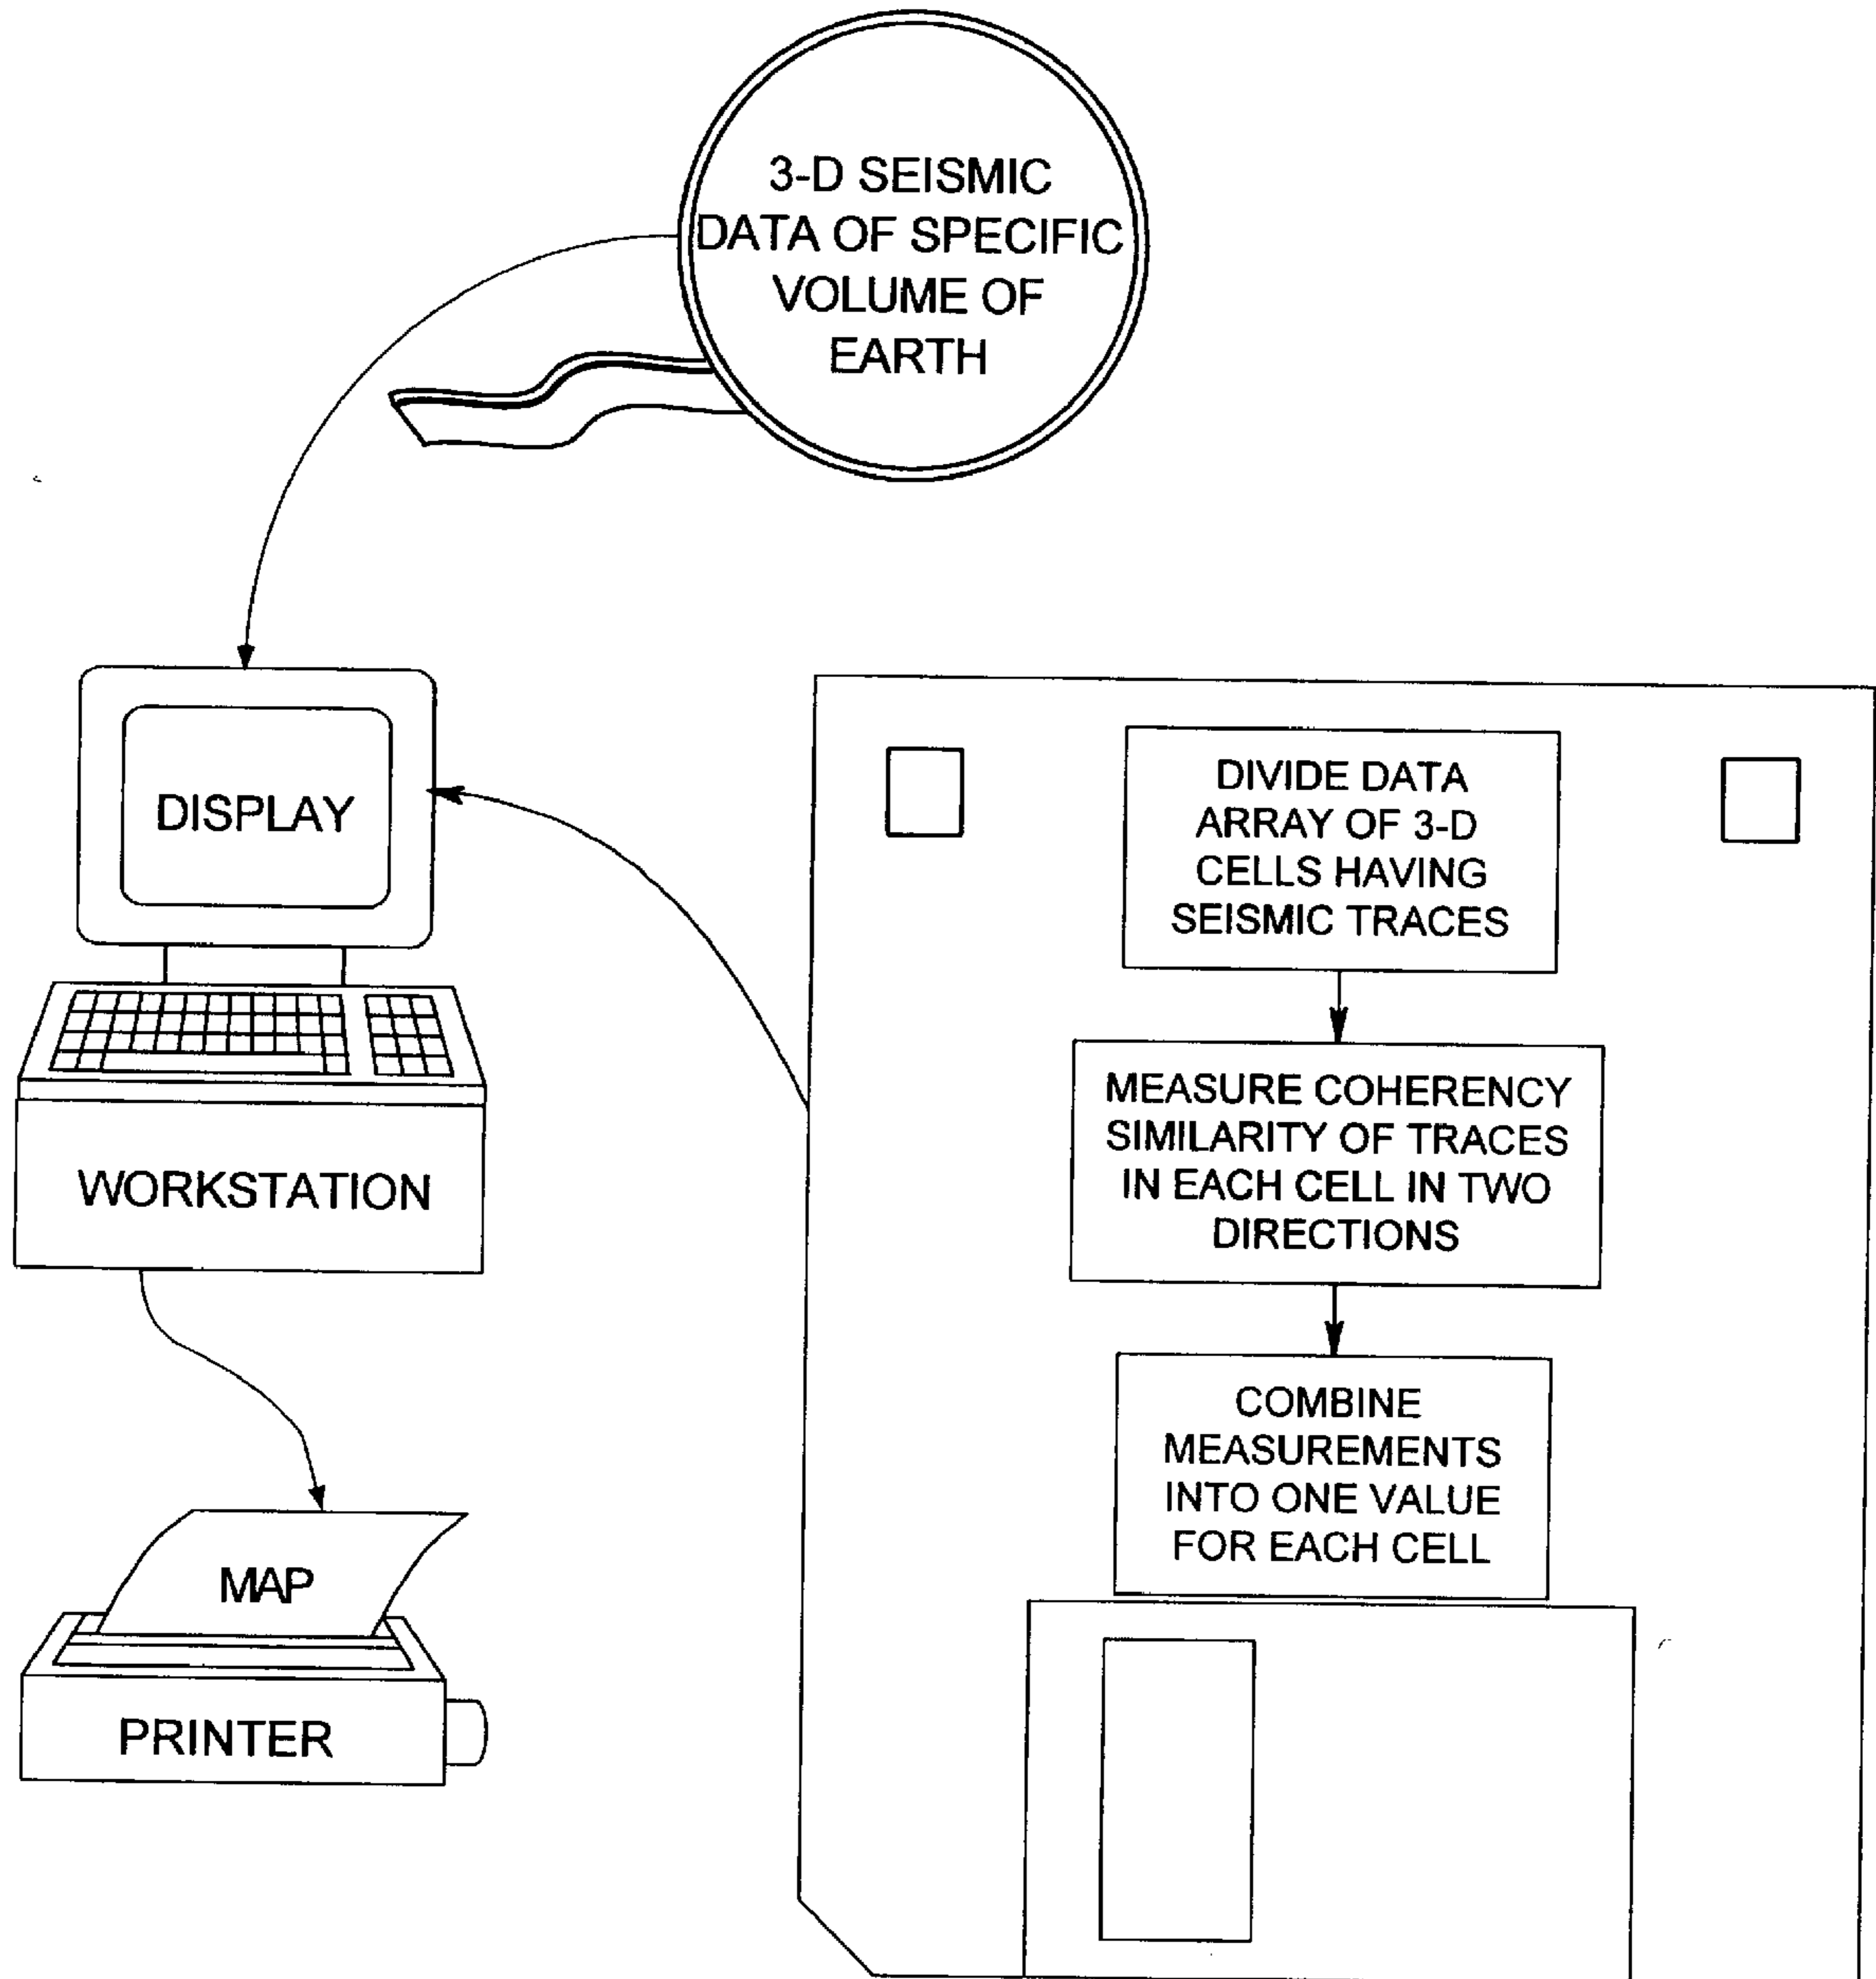 3-D SEISMIC
DATA OF SPECIFIC
VOLUME OF
EARTH
DISPLAY
WORKSTATION
MAP
PRINTER
DIVIDE DATA
ARRAY OF 3-D
CELLS HAVING
SEISMIC TRACES
MEASURE COHERENCY
SIMILARITY OF TRACES
IN EACH CELL IN TWO
DIRECTIONS
COMBINE
MEASUREMENTS
INTO ONE VALUE
FOR EACH CELL